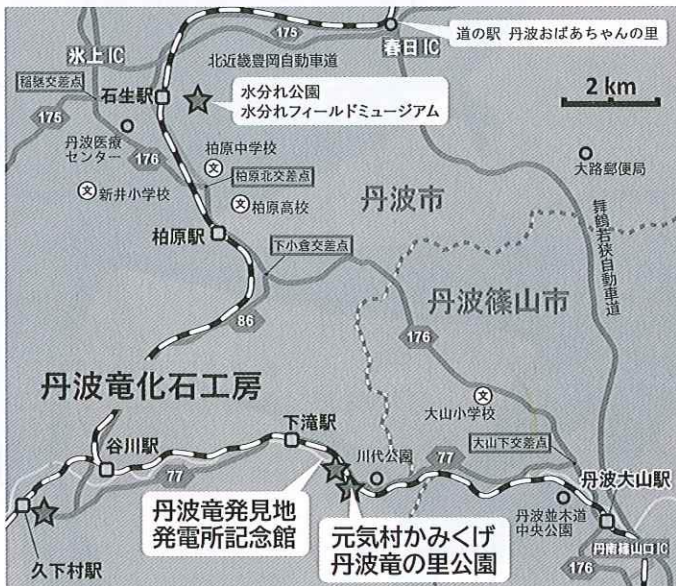 道の駅 丹波おばあちゃんの里
春日IC
175
氷上IC
北近畿豊岡自動車道
稲継交差点
石生駅
水分れ公園
水分れフィールドミュージアム
2 km
175
丹波医療
センター
176
柏原中学校
柏原北交差点
大路郵便局
文
文
新井小学校
文
柏原高校
丹波市
舞鶴若狭自動車道
柏原駅
下小倉交差点
丹波篠山市
86
176
丹波竜化石工房
文
大山小学校
下滝駅
川代公園
大山下交差点
谷川駅
77
77
丹波大山駅
丹波竜発見地
発電所記念館
元気村かみくげ
丹波竜の里公園
丹波並木道
中央公園
久下村駅
丹南篠山口IC
176